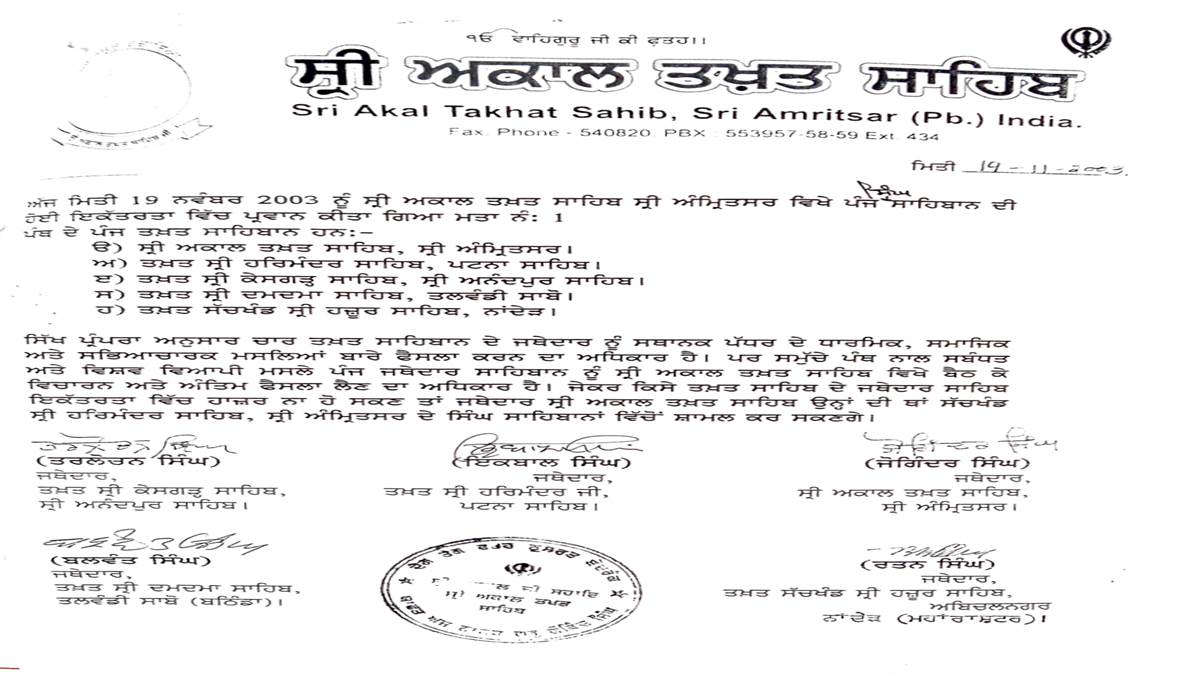 ੴ ਵਾਹਿਗੁਰੂ ਜੀ ਕੀ ਫ਼ਤਹ।।
ਸ੍ਰੀ ਅਕਾਲ ਤਖ਼ਤ ਸਾਹਿਬ
Sri Akal Takhat Sahib, Sri Amritsar (Pb.) India.
Fax. Phone - 540820 PBX : 553957-58-59 Ext. 434
ਮਿਤੀ 19-11-2003.
ਸਿੰਘ
ਅੱਜ ਮਿਤੀ 19 ਨਵੰਬਰ 2003 ਨੂੰ ਸ੍ਰੀ ਅਕਾਲ ਤਖ਼ਤ ਸਾਹਿਬ ਸ੍ਰੀ ਅੰਮ੍ਰਿਤਸਰ ਵਿਖੇ ਪੰਜ ਸਾਹਿਬਾਨ ਦੀ
ਹੋਈ ਇਕੱਤਰਤਾ ਵਿੱਚ ਪ੍ਰਵਾਨ ਕੀਤਾ ਗਿਆ ਮਤਾ ਨੰ: 1
ਪੰਥ ਦੇ ਪੰਜ ਤਖ਼ਤ ਸਾਹਿਬਾਨ ਹਨ:-
ੳ) ਸ੍ਰੀ ਅਕਾਲ ਤਖ਼ਤ ਸਾਹਿਬ, ਸ੍ਰੀ ਅੰਮ੍ਰਿਤਸਰ।
ਅ) ਤਖ਼ਤ ਸ੍ਰੀ ਹਰਿਮੰਦਰ ਸਾਹਿਬ, ਪਟਨਾ ਸਾਹਿਬ।
ੲ) ਤਖ਼ਤ ਸ੍ਰੀ ਕੇਸਗੜ੍ਹ ਸਾਹਿਬ, ਸ੍ਰੀ ਅਨੰਦਪੁਰ ਸਾਹਿਬ।
ਸ) ਤਖ਼ਤ ਸ੍ਰੀ ਦਮਦਮਾ ਸਾਹਿਬ, ਤਲਵੰਡੀ ਸਾਬੋ।
ਹ) ਤਖ਼ਤ ਸੱਚਖੰਡ ਸ੍ਰੀ ਹਜ਼ੂਰ ਸਾਹਿਬ, ਨਾਂਦੇੜ।
ਸਿੱਖ ਪ੍ਰੰਪਰਾ ਅਨੁਸਾਰ ਚਾਰ ਤਖ਼ਤ ਸਾਹਿਬਾਨ ਦੇ ਜਥੇਦਾਰ ਨੂੰ ਸਥਾਨਕ ਪੱਧਰ ਦੇ ਧਾਰਮਿਕ, ਸਮਾਜਿਕ
ਅਤੇ ਸਭਿਆਚਾਰਕ ਮਸਲਿਆਂ ਬਾਰੇ ਫੈਸਲਾ ਕਰਨ ਦਾ ਅਧਿਕਾਰ ਹੈ। ਪਰ ਸਮੁੱਚੇ ਪੰਥ ਨਾਲ ਸਬੰਧਤ
ਅਤੇ ਵਿਸ਼ਵ ਵਿਆਪੀ ਮਸਲੇ ਪੰਜ ਜਥੇਦਾਰ ਸਾਹਿਬਾਨ ਨੂੰ ਸ੍ਰੀ ਅਕਾਲ ਤਖ਼ਤ ਸਾਹਿਬ ਵਿਖੇ ਬੈਠ ਕੇ
ਵਿਚਾਰਨ ਅਤੇ ਅੰਤਿਮ ਫੈਸਲਾ ਲੈਣ ਦਾ ਅਧਿਕਾਰ ਹੈ। ਜੇਕਰ ਕਿਸੇ ਤਖ਼ਤ ਸਾਹਿਬ ਦੇ ਜਥੇਦਾਰ ਸਾਹਿਬ
ਇਕੱਤਰਤਾ ਵਿੱਚ ਹਾਜ਼ਰ ਨਾ ਹੋ ਸਕਣ ਤਾਂ ਜਥੇਦਾਰ ਸ੍ਰੀ ਅਕਾਲ ਤਖ਼ਤ ਸਾਹਿਬ ਉਨ੍ਹਾਂ ਦੀ ਥਾਂ ਸੱਚਖੰਡ
ਸ੍ਰੀ ਹਰਿਮੰਦਰ ਸਾਹਿਬ, ਸ੍ਰੀ ਅੰਮ੍ਰਿਤਸਰ ਦੇ ਸਿੰਘ ਸਾਹਿਬਾਨਾਂ ਵਿੱਚੋਂ ਸ਼ਾਮਲ ਕਰ ਸਕਣਗੇ।
(ਤਰਲੋਚਨ ਸਿੰਘ)
ਜਥੇਦਾਰ,
ਤਖ਼ਤ ਸ੍ਰੀ ਕੇਸਗੜ੍ਹ ਸਾਹਿਬ,
ਸ੍ਰੀ ਅਨੰਦਪੁਰ ਸਾਹਿਬ।
(ਇਕਬਾਲ ਸਿੰਘ)
ਜਥੇਦਾਰ,
ਤਖ਼ਤ ਸ੍ਰੀ ਹਰਿਮੰਦਰ ਜੀ,
ਪਟਨਾ ਸਾਹਿਬ।
ਜੋਗਿੰਦਰ ਸਿੰਘ
(ਜੋਗਿੰਦਰ ਸਿੰਘ)
ਜਥੇਦਾਰ,
ਸ੍ਰੀ ਅਕਾਲ ਤਖ਼ਤ ਸਾਹਿਬ,
ਸ੍ਰੀ ਅੰਮ੍ਰਿਤਸਰ।
(ਬਲਵੰਤ ਸਿੰਘ)
ਜਥੇਦਾਰ,
ਤਖ਼ਤ ਸ੍ਰੀ ਦਮਦਮਾ ਸਾਹਿਬ,
ਤਲਵੰਡੀ ਸਾਬੋ (ਬਠਿੰਡਾ)।
ਅਕਾਲ
ਸਾਹਿਬ
(ਰਤਨ ਸਿੰਘ)
ਜਥੇਦਾਰ,
ਤਖ਼ਤ ਸੱਚਖੰਡ ਸ੍ਰੀ ਹਜ਼ੂਰ ਸਾਹਿਬ,
ਅਬਿਚਲਨਗਰ
ਨਾਂਦੇੜ (ਮਹਾਂਰਾਸ਼ਟਰ)।